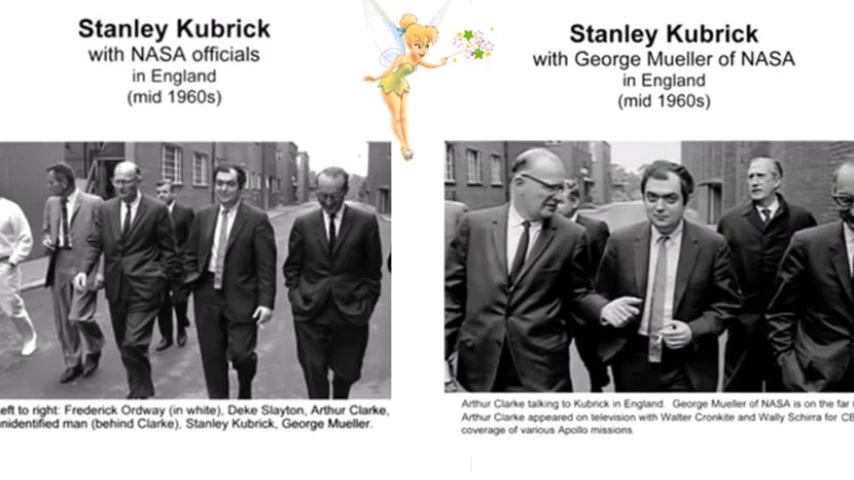 Stanley Kubrick
with NASA officials
in England
(mid 1960s)
eft to right: Frederick Ordway (in white), Deke Slayton, Arthur Clarke,
nidentified man (behind Clarke), Stanley Kubrick, George Mueller.
Stanley Kubrick
with George Mueller of NASA
in England
(mid 1960s)
Arthur Clarke talking to Kubrick in England. George Mueller of NASA is on the far
Arthur Clarke appeared on television with Walter Cronkite and Wally Schirra for CB
coverage of various Apollo missions.